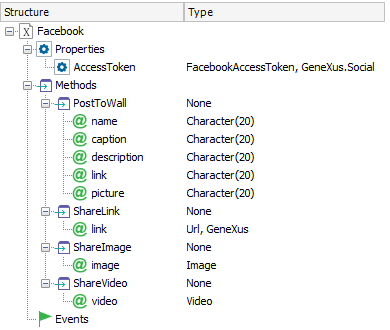 Structure Type
Facebook
Properties
AccessToken FacebookAccessToken, GeneXus.Social
Methods
PostToWall None
name Character(20)
caption Character(20)
description Character(20)
link Character(20)
picture Character(20)
ShareLink None
link Url, GeneXus
ShareImage None
image Image
ShareVideo None
video Video
Events